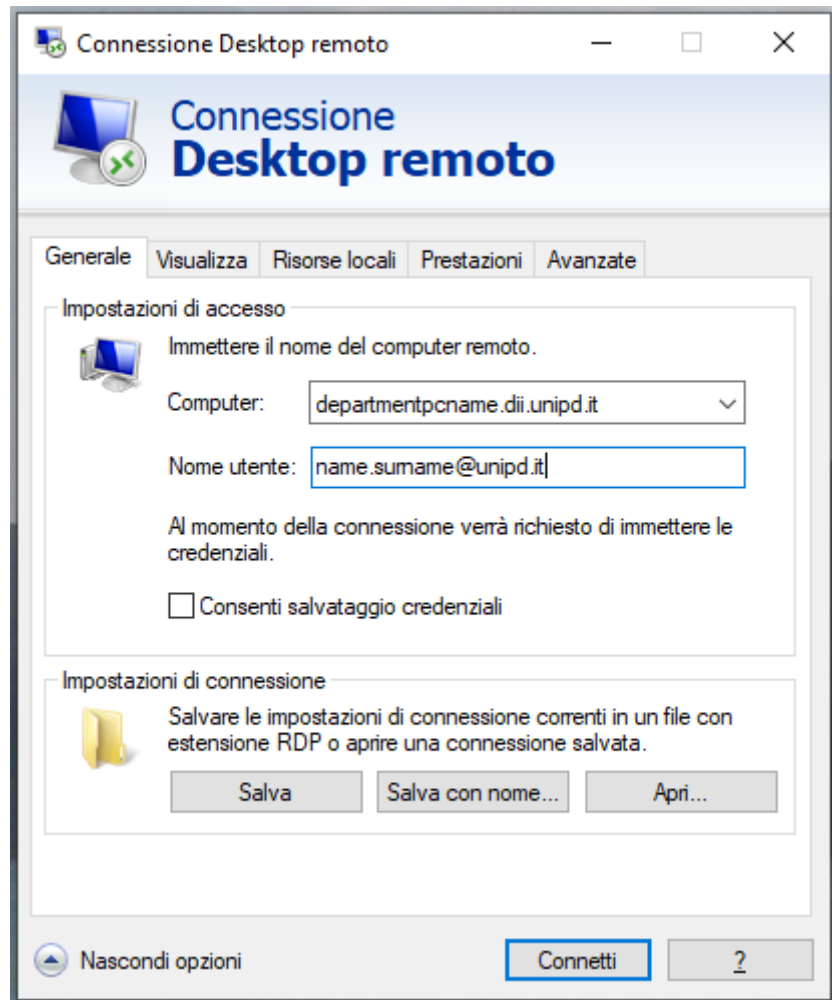 Connessione Desktop remoto
Connessione
Desktop remoto
Generale Visualizza Risorse locali Prestazioni Avanzate
Impostazioni di accesso
Immettere il nome del computer remoto.
Computer: departmentpcname.dii.unipd.it
Nome utente: name.surname@unipd.it
Al momento della connessione verrà richiesto di immettere le
credenziali.
Consenti salvataggio credenziali
Impostazioni di connessione
Salvare le impostazioni di connessione correnti in un file con
estensione RDP o aprire una connessione salvata.
Salva Salva con nome... Apri...
Nascondi opzioni Connetti ?